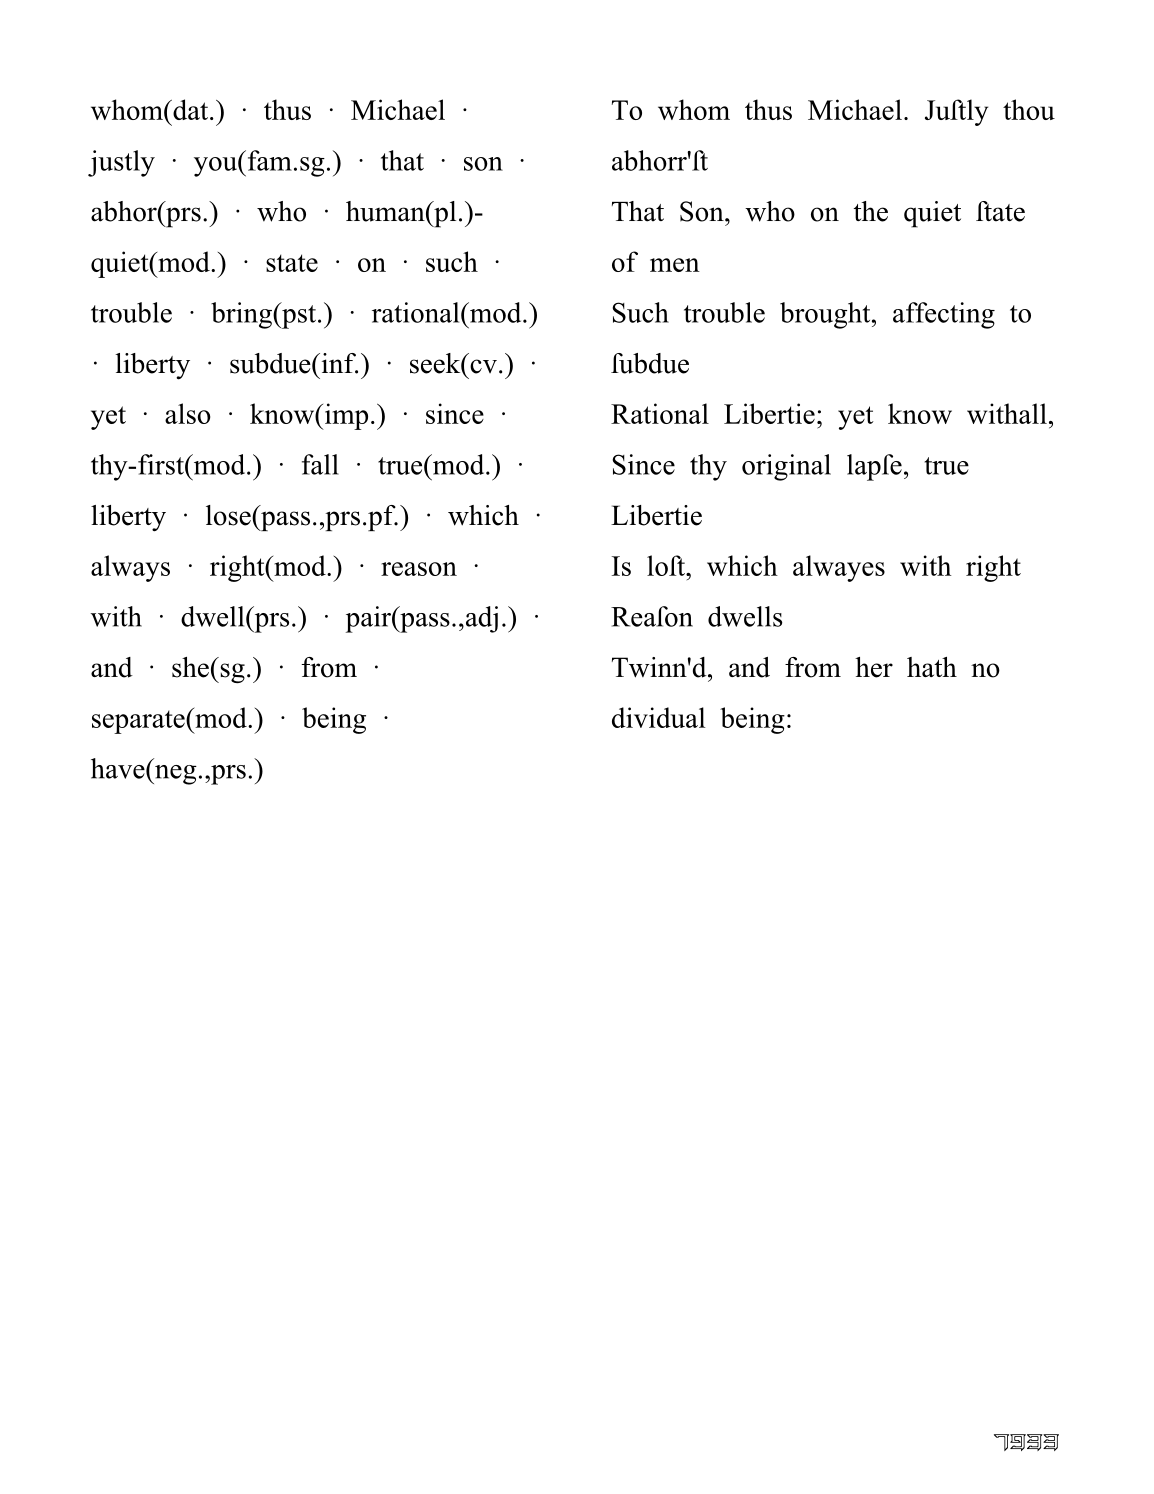 whom(dat.) · thus · Michael ·
justly · you(fam.sg.) · that · son ·
abhor(prs.) · who · human(pl.)-
quiet(mod.) · state · on · such ·
trouble · bring(pst.) · rational(mod.)
· liberty · subdue(inf.) · seek(cv.) ·
yet · also · know(imp.) · since ·
thy-first(mod.) · fall · true(mod.) ·
liberty · lose(pass.,prs.pf.) · which ·
always · right(mod.) · reason ·
with · dwell(prs.) · pair(pass.,adj.) ·
and · she(sg.) · from ·
separate(mod.) · being ·
have(neg.,prs.)
To whom thus Michael. Juſtly thou
abhorr'ſt
That Son, who on the quiet ſtate
of men
Such trouble brought, affecting to
ſubdue
Rational Libertie; yet know withall,
Since thy original lapſe, true
Libertie
Is loſt, which alwayes with right
Reaſon dwells
Twinn'd, and from her hath no
dividual being: